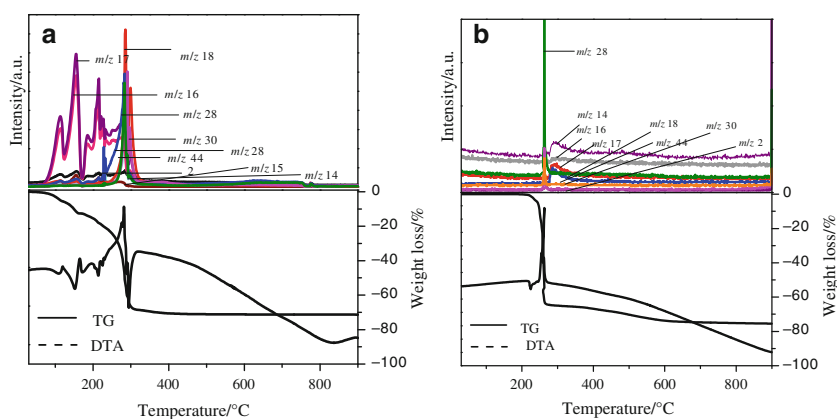 a
Intensity/a.u.
m/z 17
m/z 18
m/z 16
m/z 28
m/z 30
m/z 28
m/z 44
m/z 15
2
m/z 14
0
−20
−40
−60
−80
−100
Weight loss/%
TG
DTA
200
400
600
800
Temperature/°C
b
Intensity/a.u.
m/z 28
m/z 14
m/z 16
m/z 18
m/z 30
m/z 17
m/z 44
m/z 2
0
−20
−40
−60
−80
−100
Weight loss/%
TG
DTA
200
400
600
800
Temperature/°C